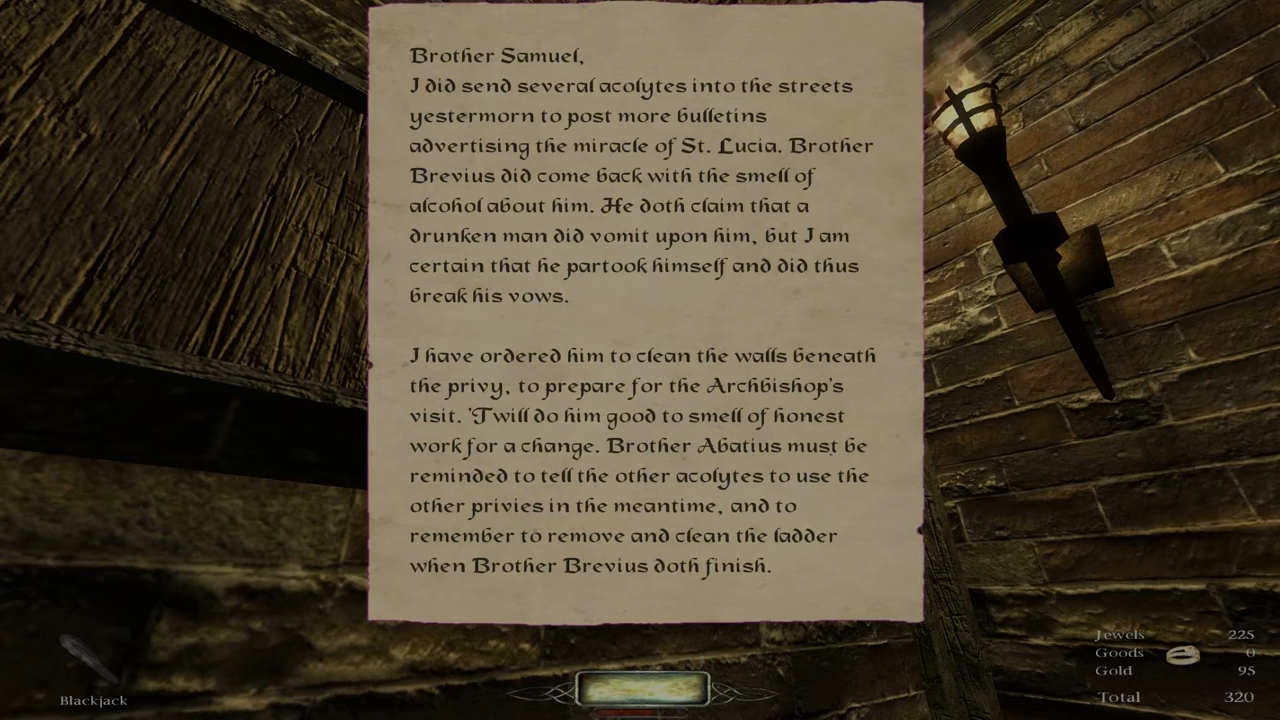 Brother Samuel,
I did send several acolytes into the streets
yestermorn to post more bulletins
advertising the miracle of St. Lucia. Brother
Brevius did come back with the smell of
alcohol about him. He doth claim that a
drunken man did vomit upon him, but I am
certain that he partook himself and did thus
break his vows.
I have ordered him to clean the walls beneath
the privy, to prepare for the Archbishop's
visit. 'Twill do him good to smell of honest
work for a change. Brother Abatius must be
reminded to tell the other acolytes to use the
other privies in the meantime, and to
remember to remove and clean the ladder
when Brother Brevius doth finish.
Blackjack
Jewels 225
Goods 0
Gold 95
Total 320